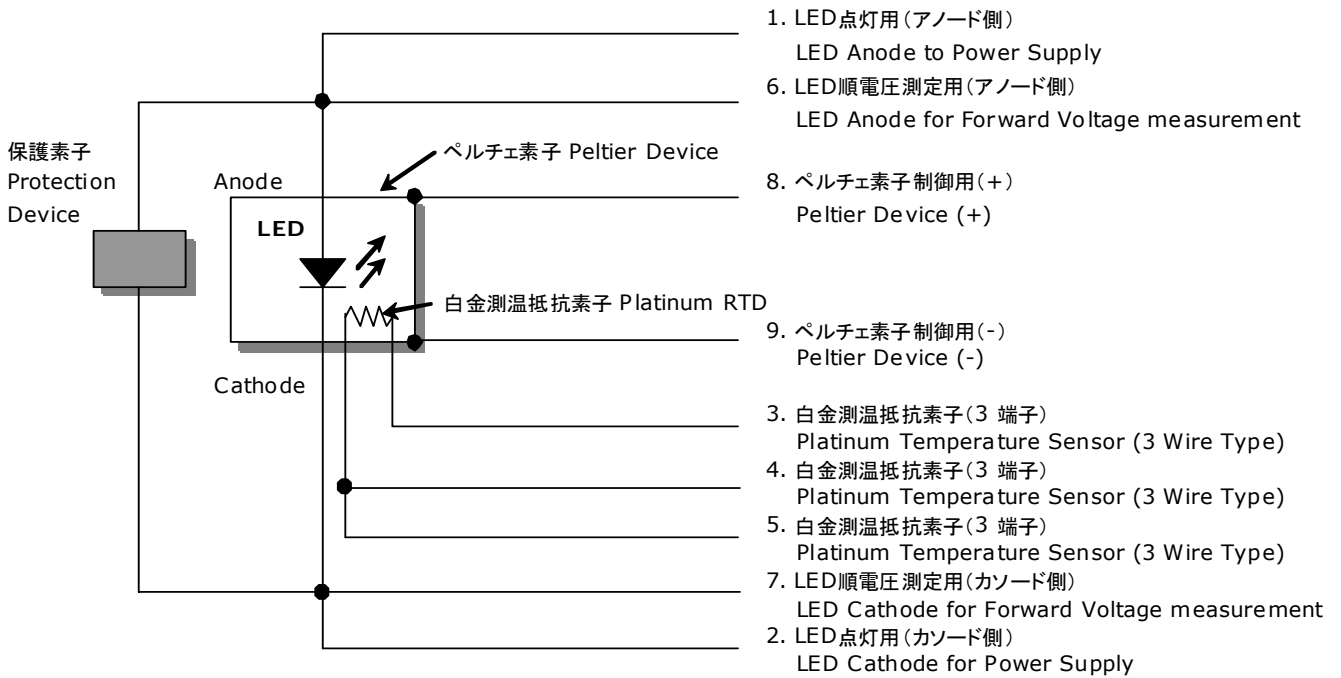 1. LED点灯用(アノード側)
LED Anode to Power Supply
6. LED順電圧測定用(アノード側)
LED Anode for Forward Voltage measurement
保護素子
Protection
Device
ペルチェ素子 Peltier Device
Anode
LED
8. ペルチェ素子制御用(+)
Peltier Device (+)
白金測温抵抗素子 Platinum RTD
9. ペルチェ素子制御用(-)
Peltier Device (-)
Cathode
3. 白金測温抵抗素子(3 端子)
Platinum Temperature Sensor (3 Wire Type)
4. 白金測温抵抗素子(3 端子)
Platinum Temperature Sensor (3 Wire Type)
5. 白金測温抵抗素子(3 端子)
Platinum Temperature Sensor (3 Wire Type)
7. LED順電圧測定用(カソード側)
LED Cathode for Forward Voltage measurement
2. LED点灯用(カソード側)
LED Cathode for Power Supply